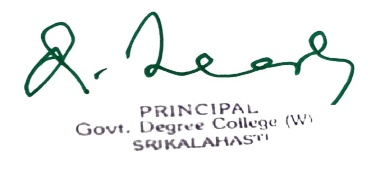 PRINCIPAL
Govt. Degree College (W)
SRIKALAHASTI